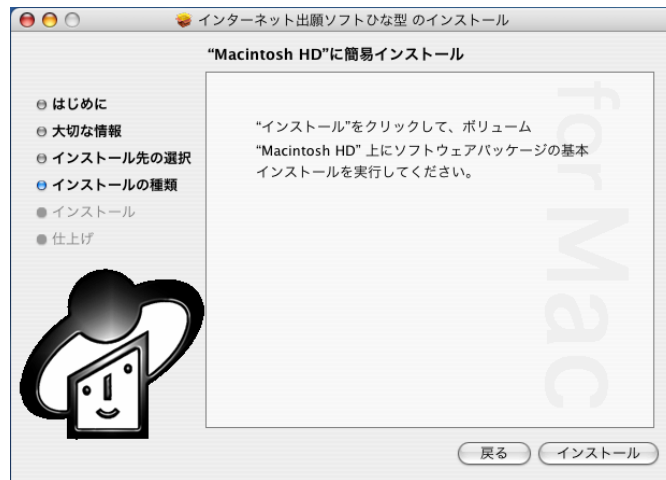 インターネット出願ソフトひな型 のインストール
“Macintosh HD”に簡易インストール
はじめに
大切な情報
インストール先の選択
インストールの種類
インストール
仕上げ
“インストール”をクリックして、ボリューム
“Macintosh HD” 上にソフトウェアパッケージの基本
インストールを実行してください。
for Mac
戻る
インストール